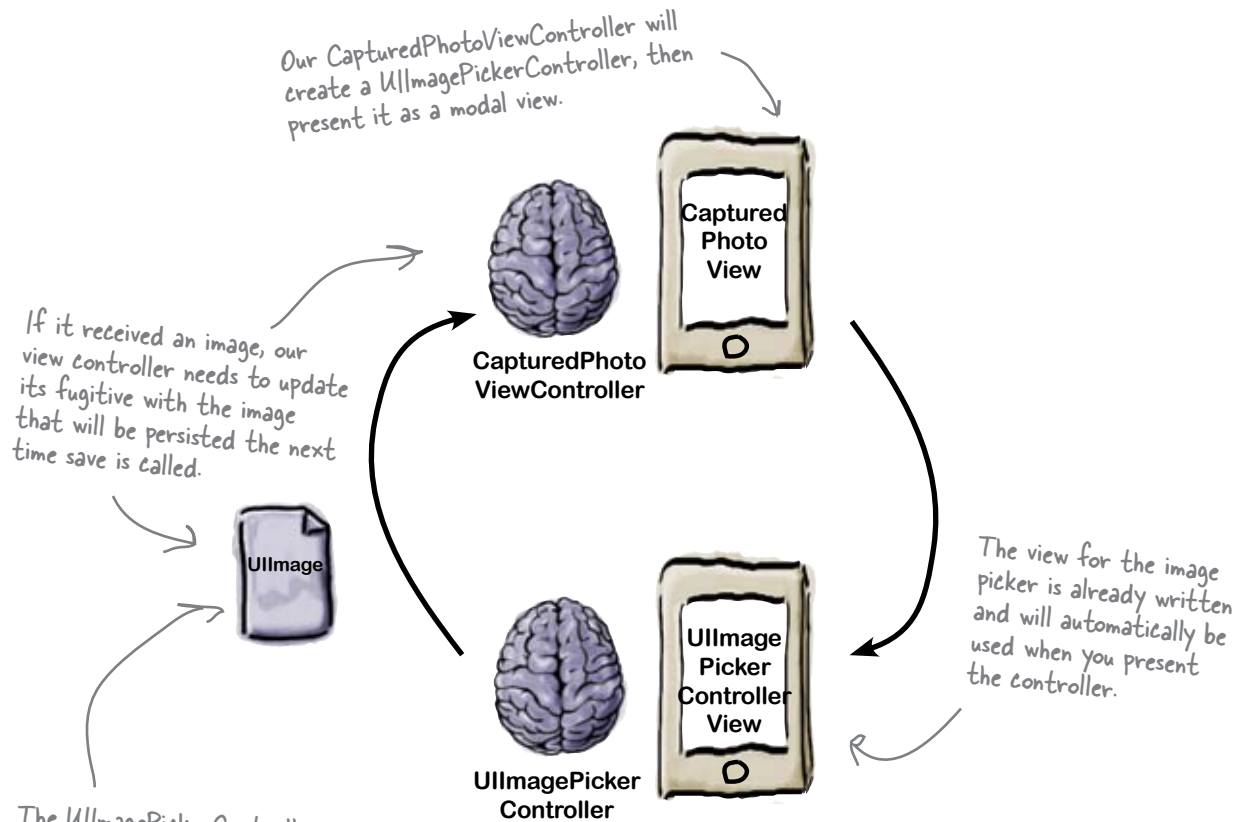 Our CapturedPhotoViewController will
create a UIImagePickerController, then
present it as a modal view.
Captured
Photo
View
CapturedPhoto
ViewController
If it received an image, our
view controller needs to update
its fugitive with the image
that will be persisted the next
time save is called.
UIImage
The view for the image
picker is already written
and will automatically be
used when you present
the controller.
UIImage
Picker
Controller
View
UIImagePicker
Controller
The UIImagePickerController